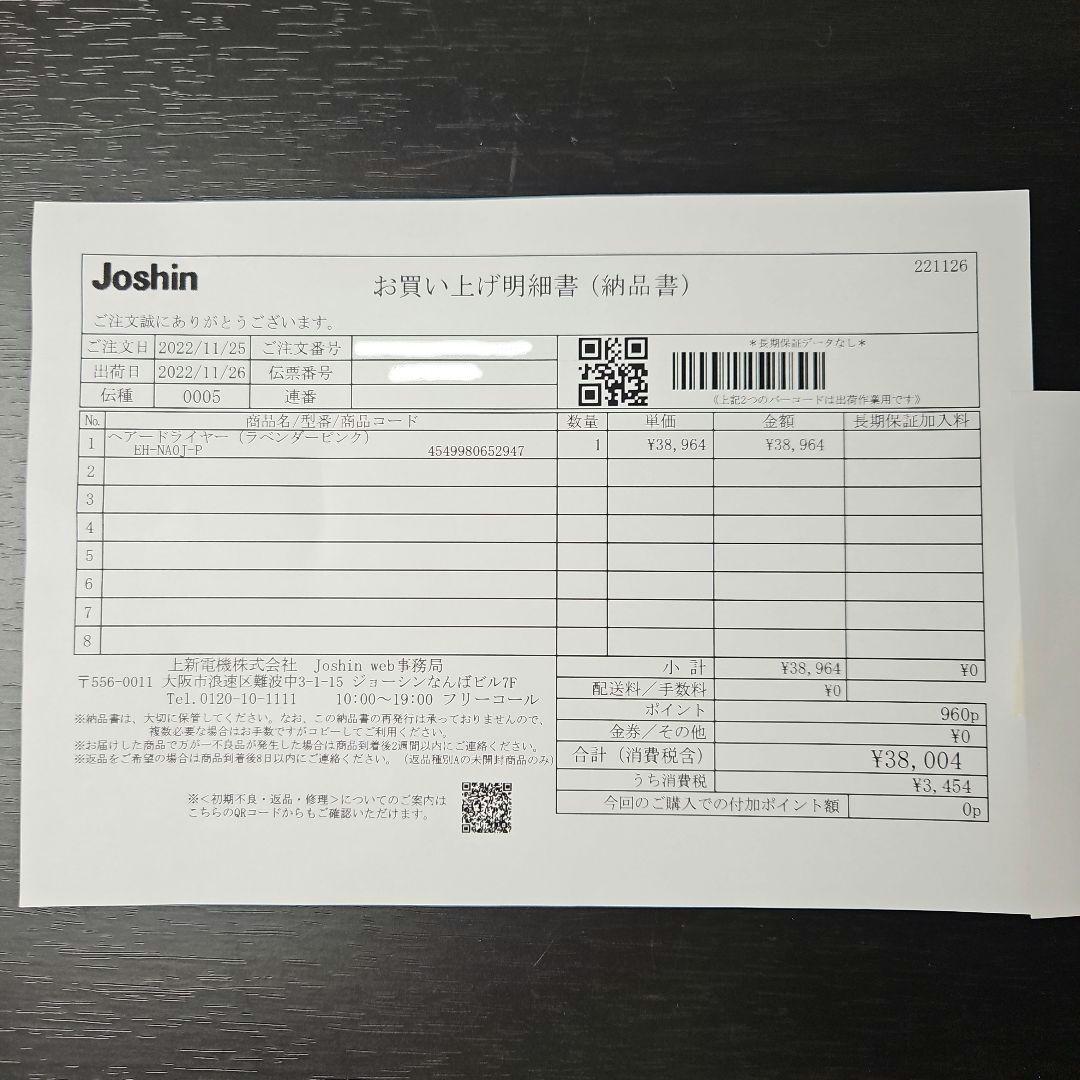 Joshin
お買い上げ明細書(納品書)
221126
ご注文誠にありがとうございます。
ご注文日 2022/11/25 ご注文番号
出荷日 2022/11/26 伝票番号
伝種 0005 連番
*長期保証データなし*
《上記2つのバーコードは出荷作業用です》
No. 商品名/型番/商品コード 数量 単価 金額 長期保証加入料
1 ヘアードライヤー(ラベンダーピンク)
EH-NA0J-P 4549980652947 1 ¥38,964 ¥38,964
2
3
4
5
6
7
8
小計 ¥38,964 ¥0
配送料/手数料 ¥0
ポイント 960p
金券/その他 ¥0
合計(消費税含) ¥38,004
うち消費税 ¥3,454
今回のご購入での付加ポイント額 0p
上新電機株式会社 Joshin web事務局
〒556-0011 大阪市浪速区難波中3-1-15 ジョーシンなんばビル7F
Tel.0120-10-1111 10:00〜19:00 フリーコール
※納品書は、大切に保管してください。なお、この納品書の再発行は承っておりませんので、
複数必要な場合はお手数ですがコピーしてご利用ください。
※お届けした商品で万が一不良品が発生した場合は商品到着後2週間以内にご連絡ください。
※返品をご希望の場合は商品到着後8日以内にご連絡ください。(返品種別Aの未開封商品のみ)
※<初期不良・返品・修理>についてのご案内は
こちらのQRコードからもご確認いただけます。